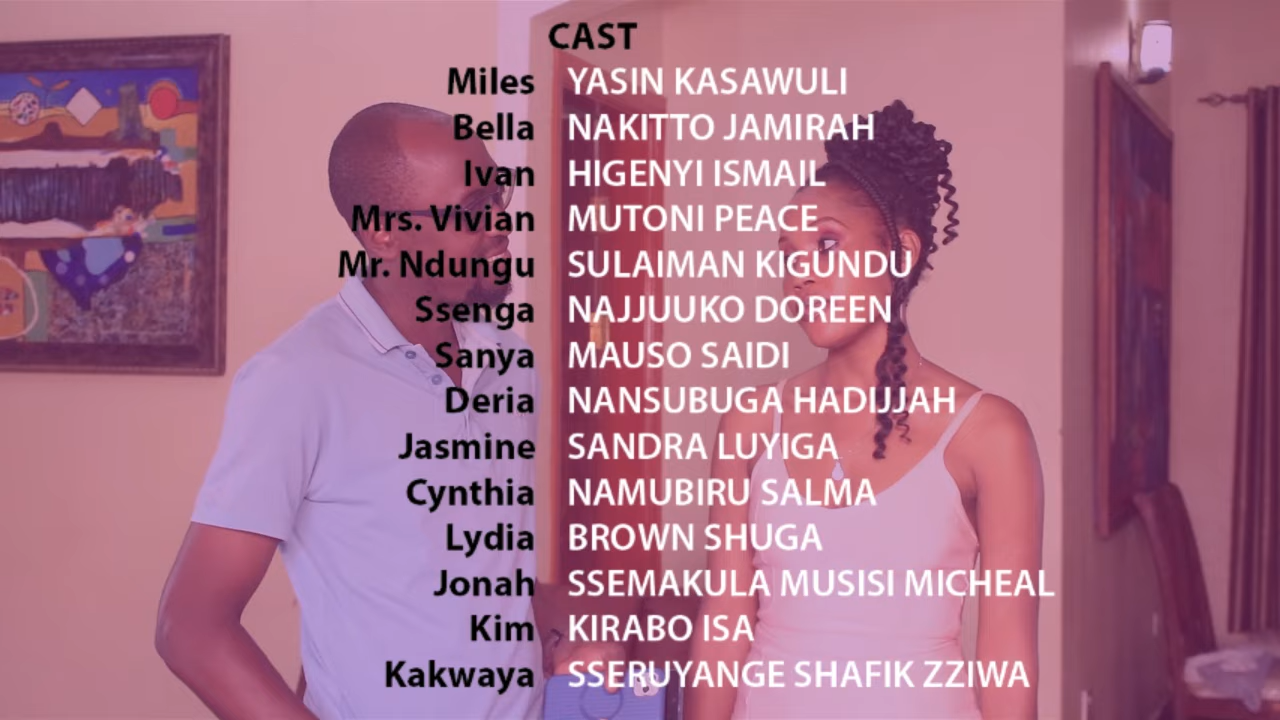 CAST
Miles YASIN KASAWULI
Bella NAKITTO JAMIRAH
Ivan HIGENYI ISMAIL
Mrs. Vivian MUTONI PEACE
Mr. Ndungu SULAIMAN KIGUNDU
Ssenga NAJJUUKO DOREEN
Sanya MAUSO SAIDI
Deria NANSUBUGA HADIJJAH
Jasmine SANDRA LUYIGA
Cynthia NAMUBIRU SALMA
Lydia BROWN SHUGA
Jonah SSEMAKULA MUSISI MICHEAL
Kim KIRABO ISA
Kakwaya SSERUYANGE SHAFIK ZZIWA